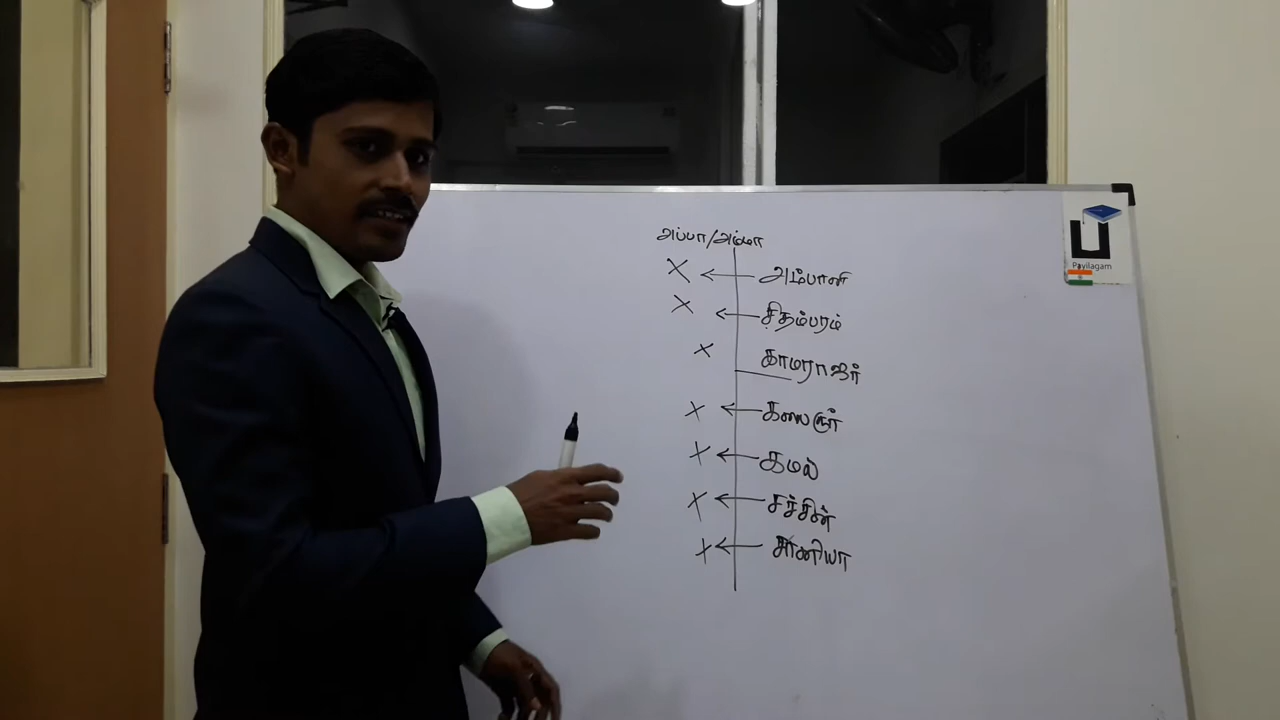 அப்பா/அம்மா
X ← அம்பானி
X ← சிதம்பரம்
X காமராஜர்
X ← கலைஞர்
X ← கமல்
X ← சச்சின்
X ← சானியா
Payilagam